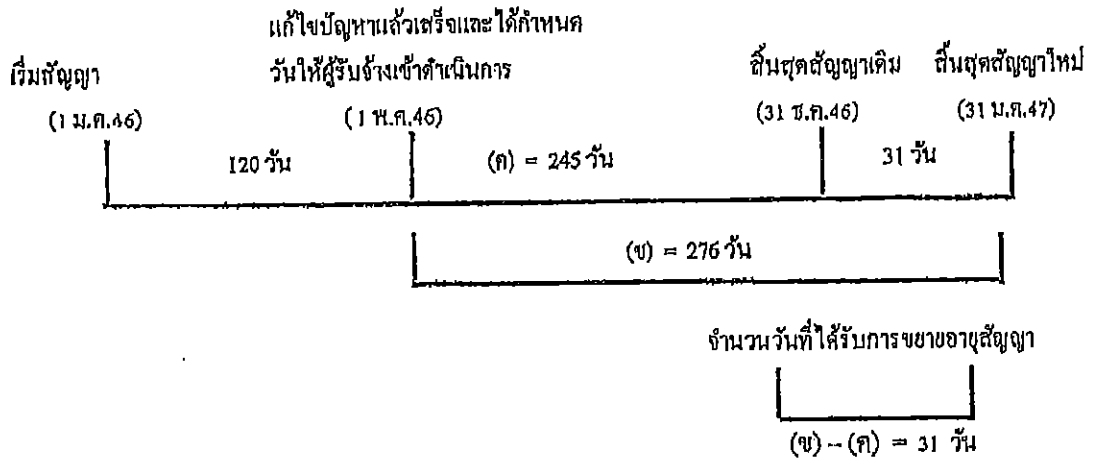 แก้ไขปัญหาแล้วเสร็จและได้กำหนด
วันให้ผู้รับจ้างเข้าดำเนินการ
เริ่มสัญญา
สิ้นสุดสัญญาเดิม
สิ้นสุดสัญญาใหม่
(1 ม.ค.46)
(1 พ.ค.46)
(31 ธ.ค.46)
(31 ม.ค.47)
120 วัน
(ค) = 245 วัน
31 วัน
(ข) = 276 วัน
จำนวนวันที่ได้รับการขยายอายุสัญญา
(ข) – (ค) = 31 วัน